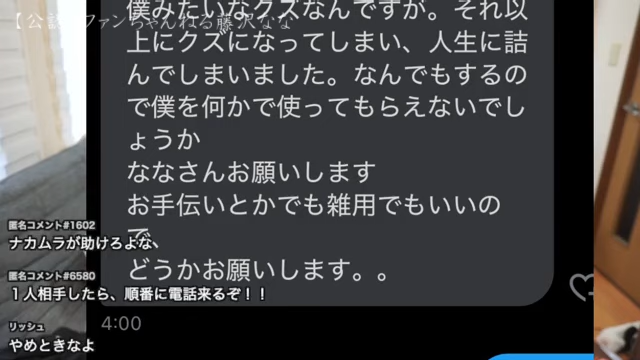 【公認】ファンちゃんねる藤沢なな
僕みたいなクズなんですが。それ以
上にクズになってしまい、人生に詰
んでしまいました。なんでもするの
で僕を何かで使ってもらえないでし
ょうか
ななさんお願いします
お手伝いとかでも雑用でもいいの
で、
どうかお願いします。。
4:00
匿名コメント#1602
ナカムラが助けろよな、
匿名コメント#6580
１人相手したら、順番に電話来るぞ！！
リッシュ
やめときなよ